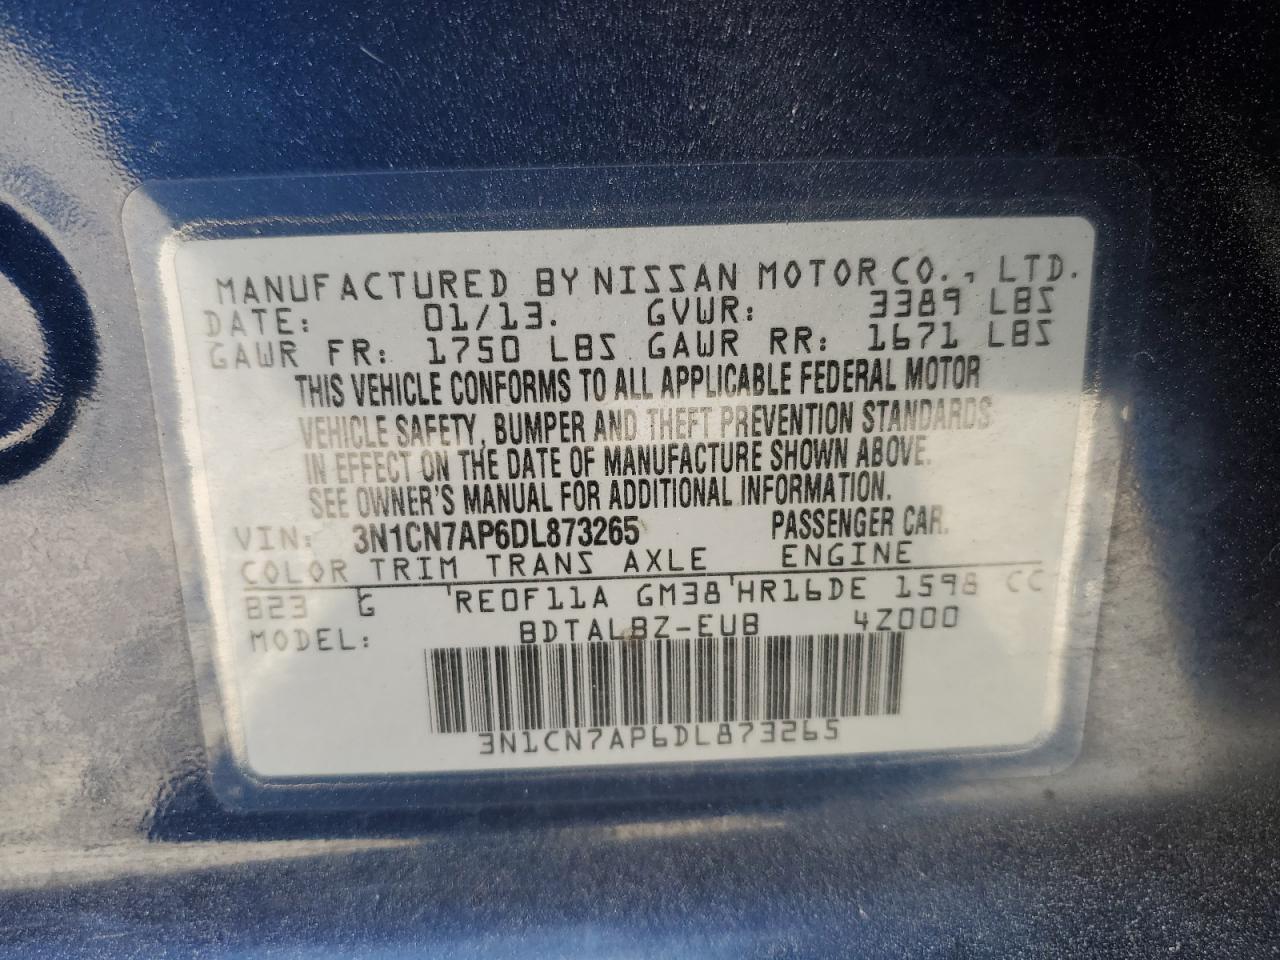 MANUFACTURED BY NISSAN MOTOR CO., LTD.
DATE: 01/13. GVWR: 3389 LBS
GAWR FR: 1750 LBS GAWR RR: 1671 LBS
THIS VEHICLE CONFORMS TO ALL APPLICABLE FEDERAL MOTOR
VEHICLE SAFETY, BUMPER AND THEFT PREVENTION STANDARDS
IN EFFECT ON THE DATE OF MANUFACTURE SHOWN ABOVE.
SEE OWNER'S MANUAL FOR ADDITIONAL INFORMATION.
VIN: 3N1CN7AP6DL873265 PASSENGER CAR.
COLOR TRIM TRANS AXLE ENGINE
B23 G RE0F11A GM38 HR16DE 1598 CC
MODEL: BDTALBZ-EUB 4Z000
3N1CN7AP6DL873265